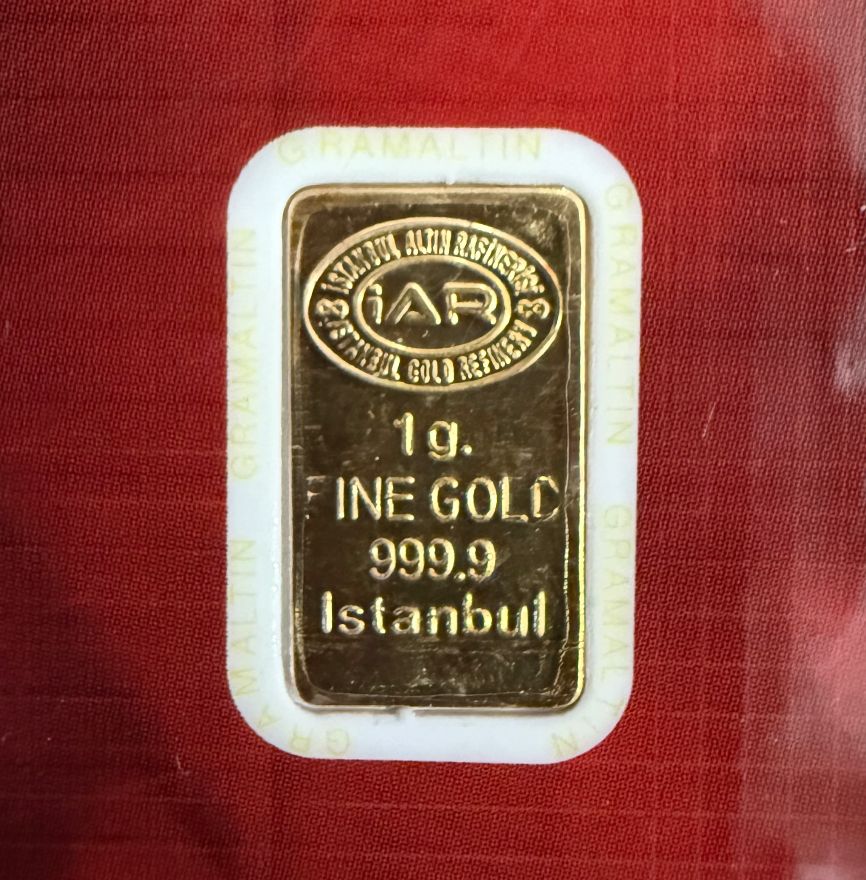 GRAMALTIN
GRAMALTIN
GRAMALTIN
İSTANBUL ALTIN RAFİNERİSİ
iAR
İSTANBUL GOLD REFINERY
1g.
FINE GOLD
999.9
Istanbul
GRAMALTIN
GRAMALTIN